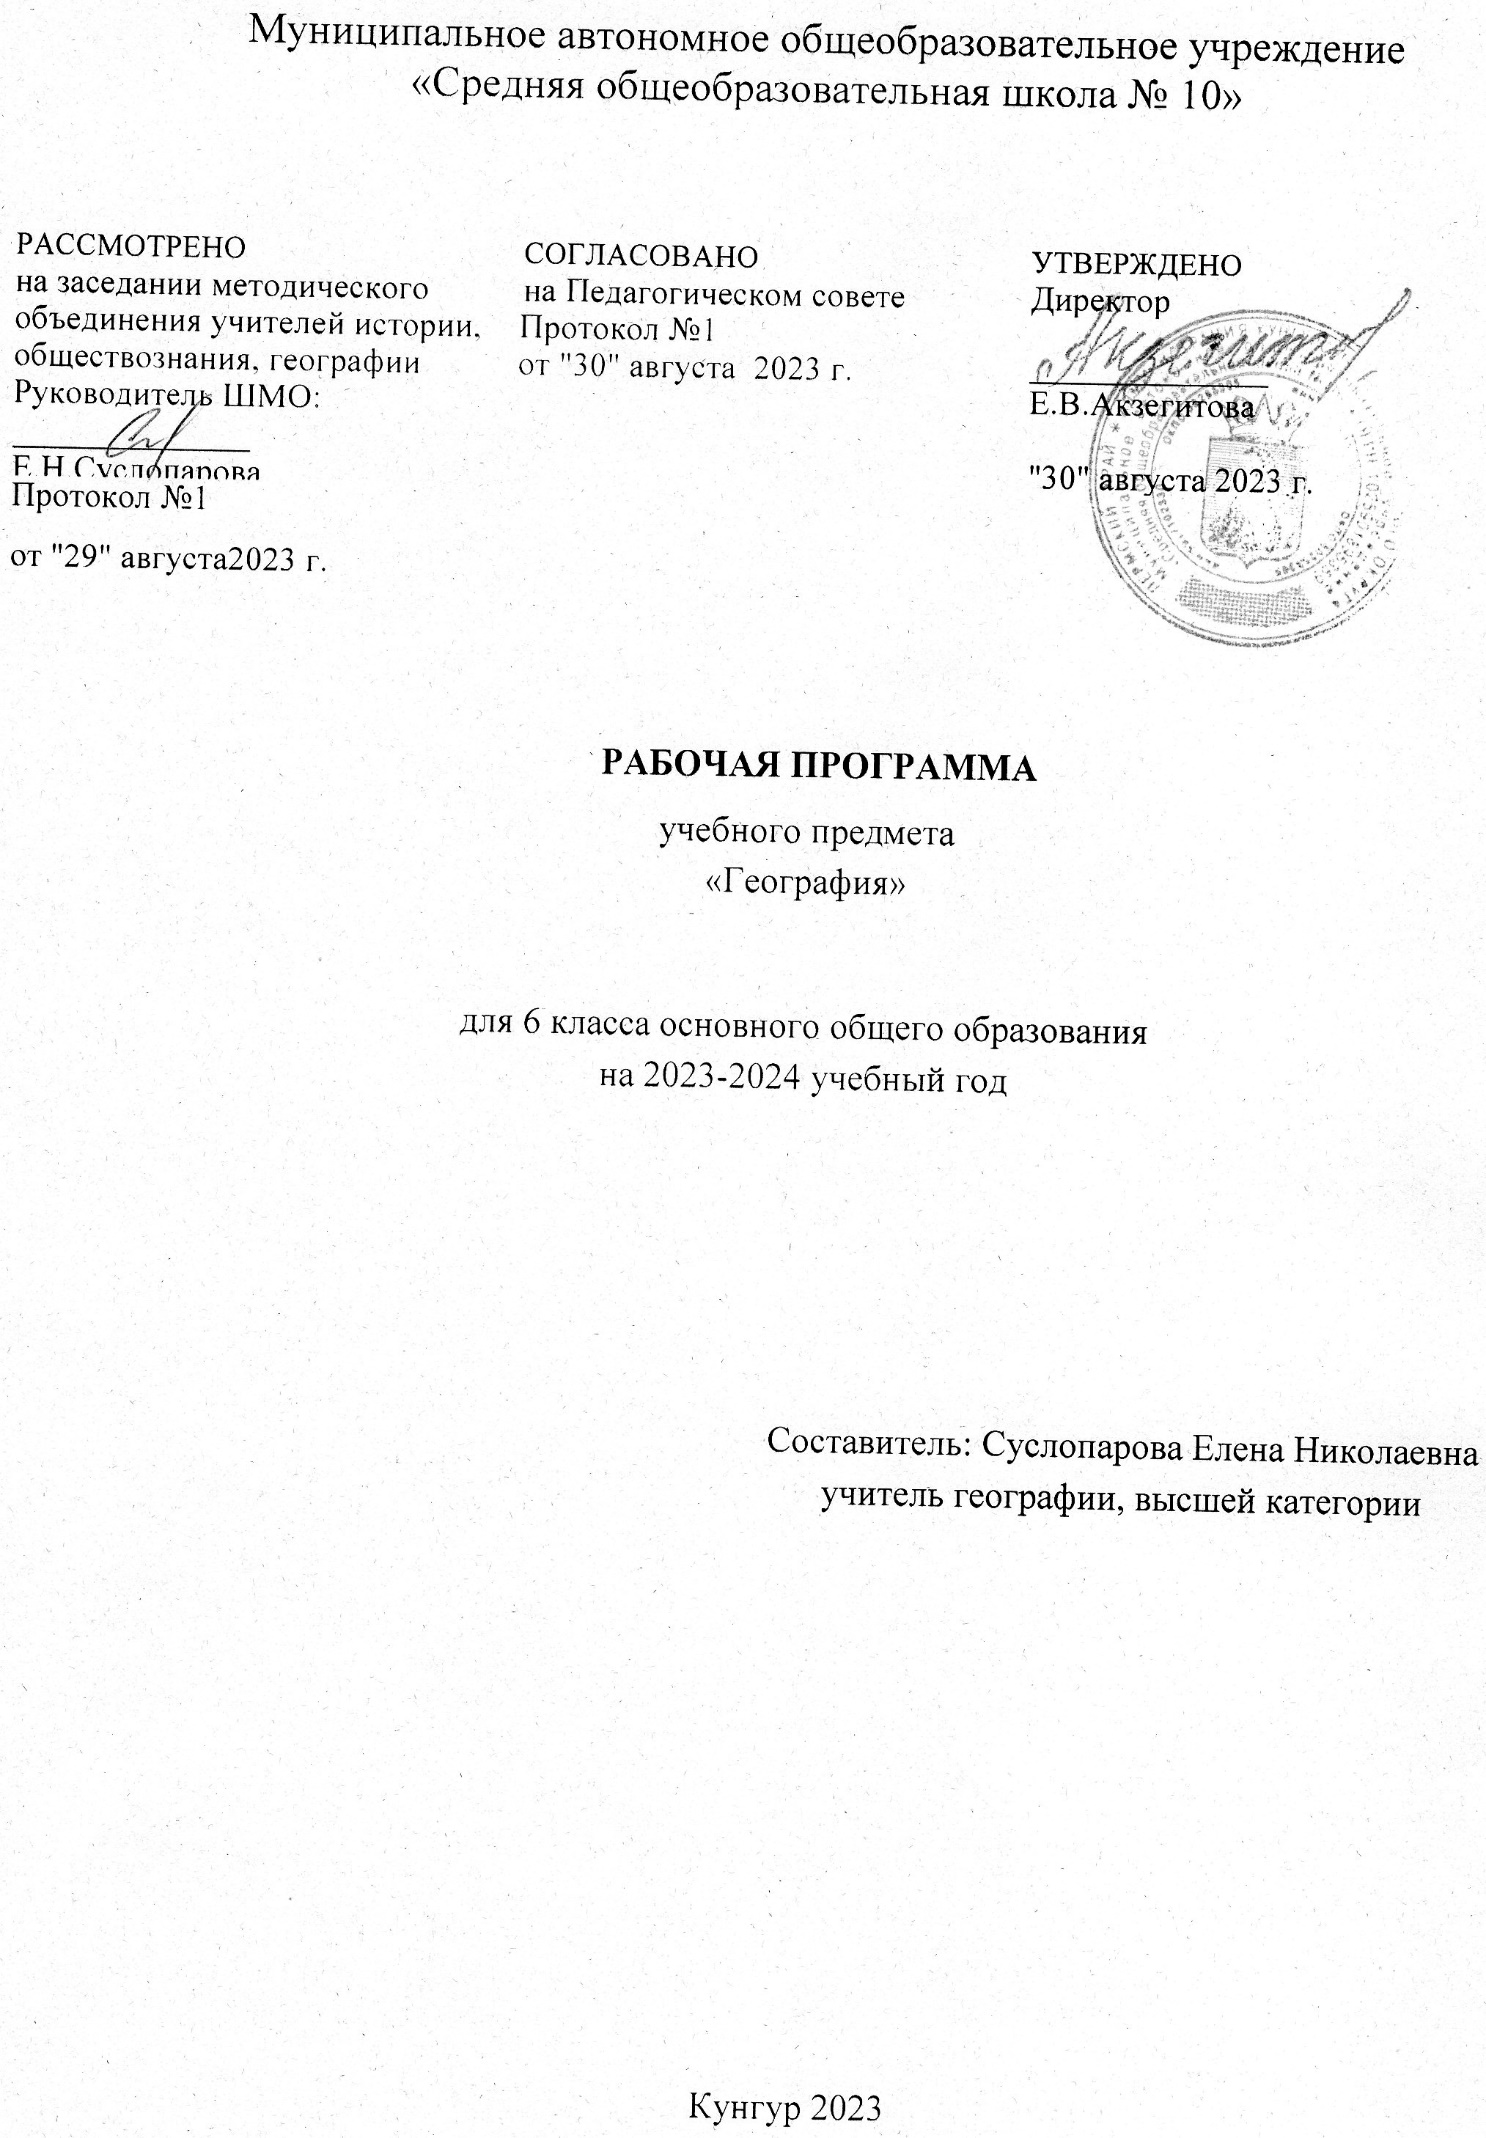 Муниципальное автономное общеобразовательное учреждение
«Средняя общеобразовательная школа № 10»
РАССМОТРЕНО
на заседании методического
объединения учителей истории,
обществознания, географии
Руководитель ШМО:
Е.Н.Суслопарова
Протокол №1
от "29" августа2023 г.
СОГЛАСОВАНО
на Педагогическом совете
Протокол №1
от "30" августа 2023 г.
УТВЕРЖДЕНО
Директор
Е.В.Акзегитова
"30" августа 2023 г.
РАБОЧАЯ ПРОГРАММА
учебного предмета
«География»
для 6 класса основного общего образования
на 2023-2024 учебный год
Составитель: Суслопарова Елена Николаевна
учитель географии, высшей категории
Кунгур 2023